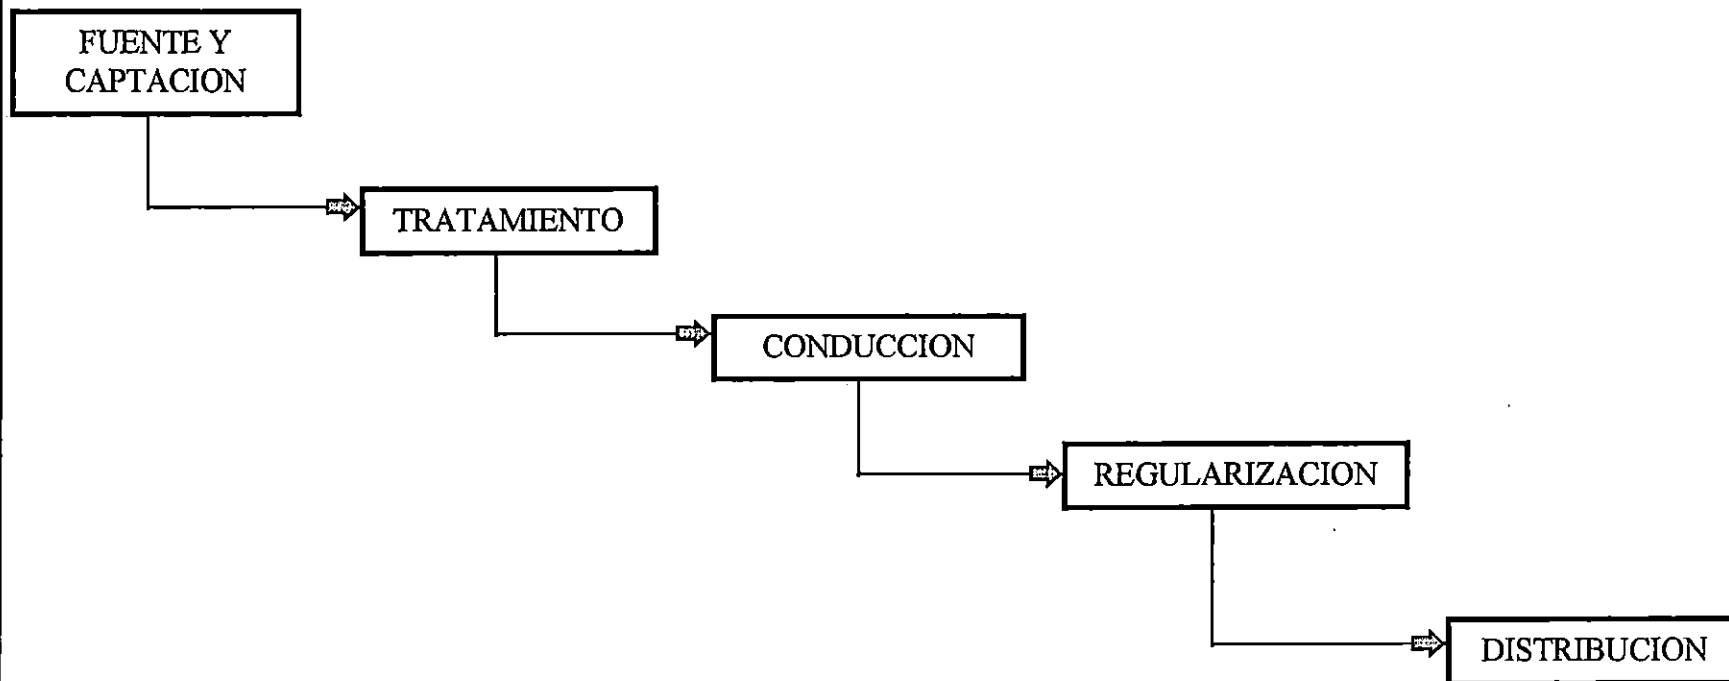 FUENTE Y
CAPTACION
TRATAMIENTO
CONDUCCION
REGULARIZACION
DISTRIBUCION